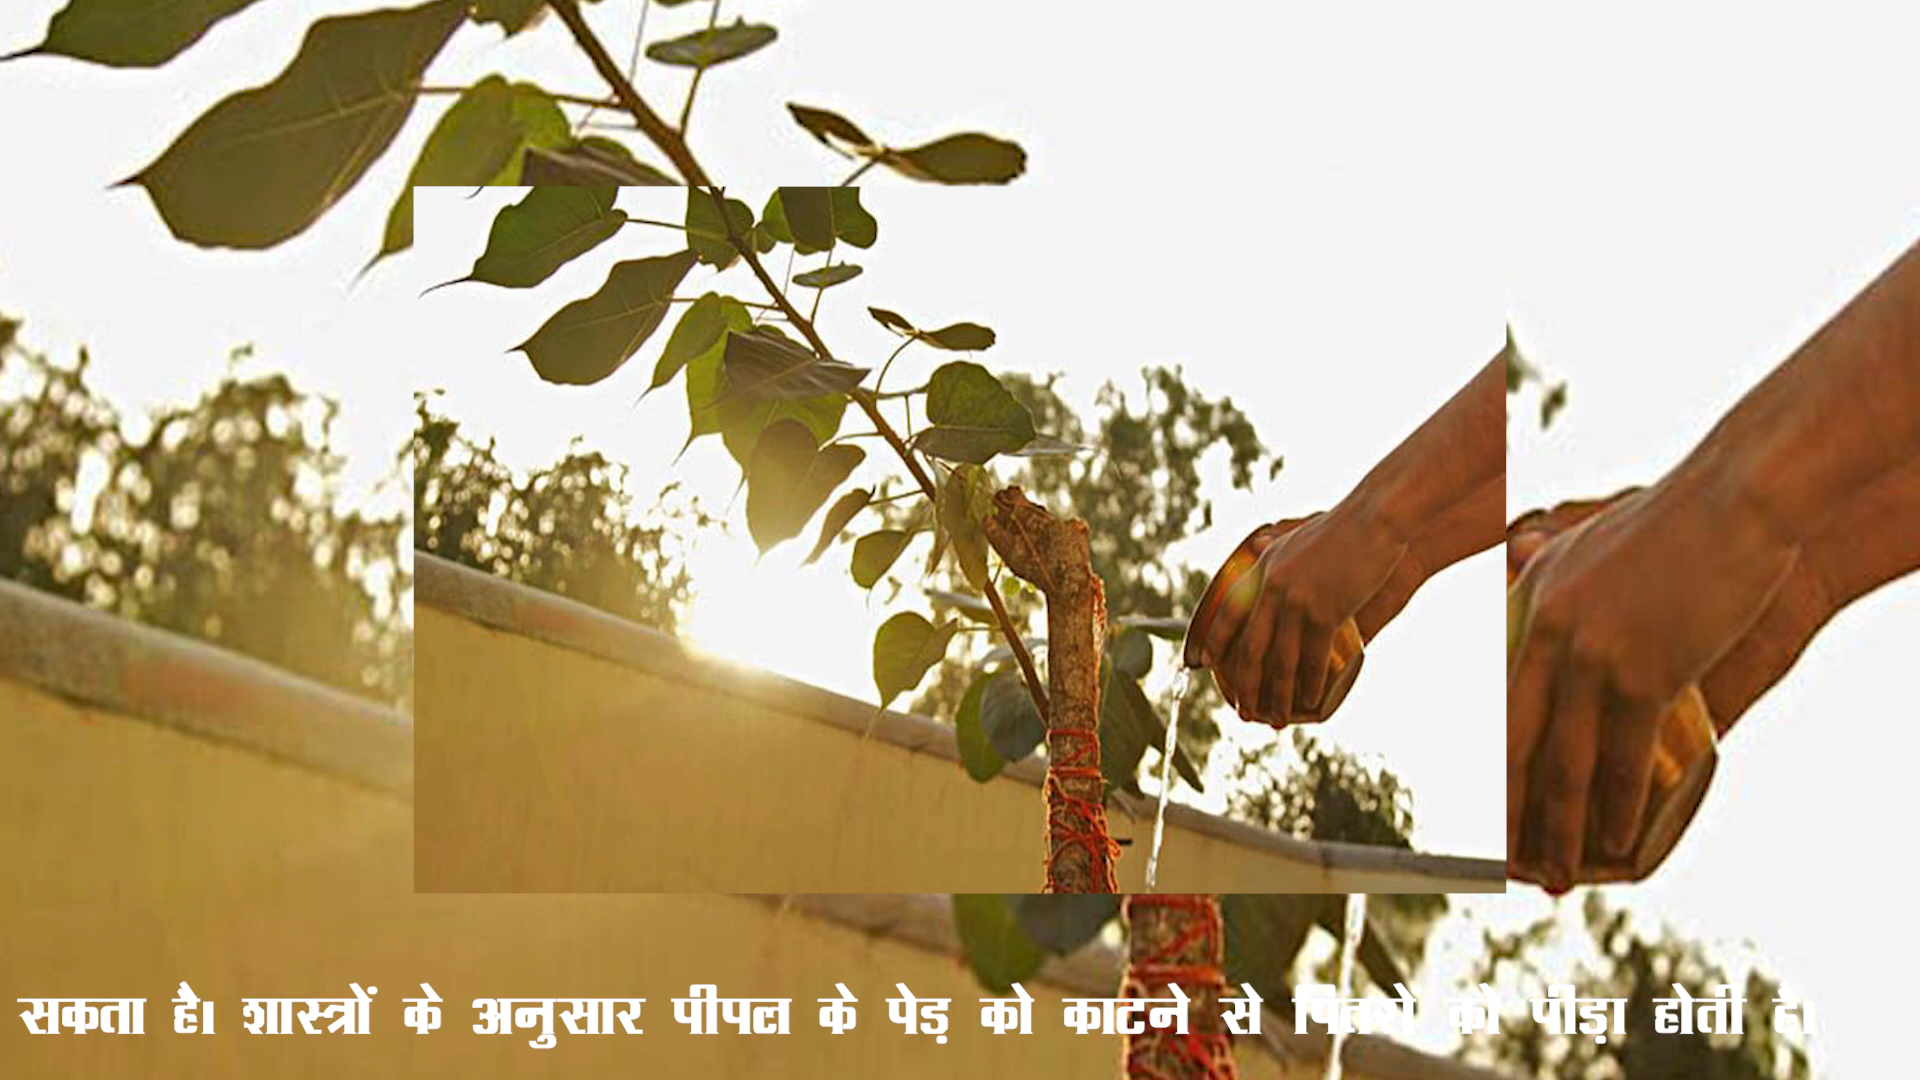 सकता है। शास्त्रों के अनुसार पीपल के पेड़ को काटने से पितरों को पीड़ा होती है।